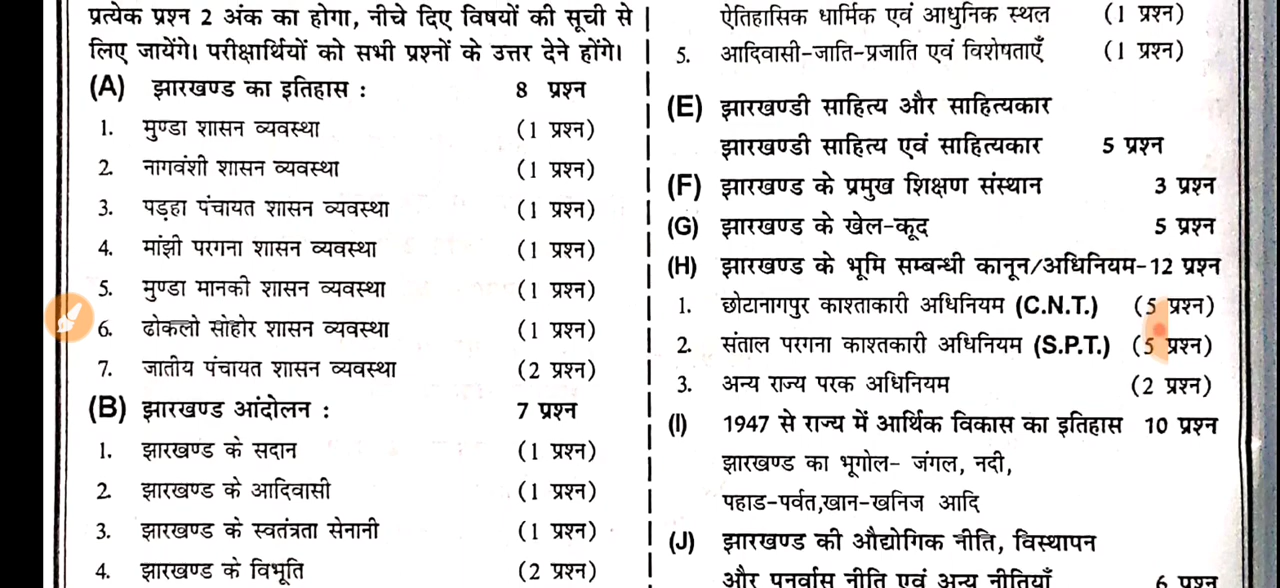 प्रत्येक प्रश्न 2 अंक का होगा, नीचे दिए विषयों की सूची से
लिए जायेंगे। परीक्षार्थियों को सभी प्रश्नों के उत्तर देने होंगे।
(A) झारखण्ड का इतिहास : 8 प्रश्न
1. मुण्डा शासन व्यवस्था (1 प्रश्न)
2. नागवंशी शासन व्यवस्था (1 प्रश्न)
3. पड़हा पंचायत शासन व्यवस्था (1 प्रश्न)
4. मांझी परगना शासन व्यवस्था (1 प्रश्न)
5. मुण्डा मानकी शासन व्यवस्था (1 प्रश्न)
6. ढोकलो सोहोर शासन व्यवस्था (1 प्रश्न)
7. जातीय पंचायत शासन व्यवस्था (2 प्रश्न)
(B) झारखण्ड आंदोलन : 7 प्रश्न
1. झारखण्ड के सदान (1 प्रश्न)
2. झारखण्ड के आदिवासी (1 प्रश्न)
3. झारखण्ड के स्वतंत्रता सेनानी (1 प्रश्न)
4. झारखण्ड के विभूति (2 प्रश्न)
ऐतिहासिक धार्मिक एवं आधुनिक स्थल (1 प्रश्न)
5. आदिवासी-जाति-प्रजाति एवं विशेषताएँ (1 प्रश्न)
(E) झारखण्डी साहित्य और साहित्यकार
झारखण्डी साहित्य एवं साहित्यकार 5 प्रश्न
(F) झारखण्ड के प्रमुख शिक्षण संस्थान 3 प्रश्न
(G) झारखण्ड के खेल-कूद 5 प्रश्न
(H) झारखण्ड के भूमि सम्बन्धी कानून/अधिनियम-12 प्रश्न
1. छोटानागपुर काश्ताकारी अधिनियम (C.N.T.) (5 प्रश्न)
2. संताल परगना काश्तकारी अधिनियम (S.P.T.) (5 प्रश्न)
3. अन्य राज्य परक अधिनियम (2 प्रश्न)
(I) 1947 से राज्य में आर्थिक विकास का इतिहास 10 प्रश्न
झारखण्ड का भूगोल- जंगल, नदी,
पहाड-पर्वत,खान-खनिज आदि
(J) झारखण्ड की औद्योगिक नीति, विस्थापन
और पुनर्वास नीति एवं अन्य नीतियाँ 6 प्रश्न